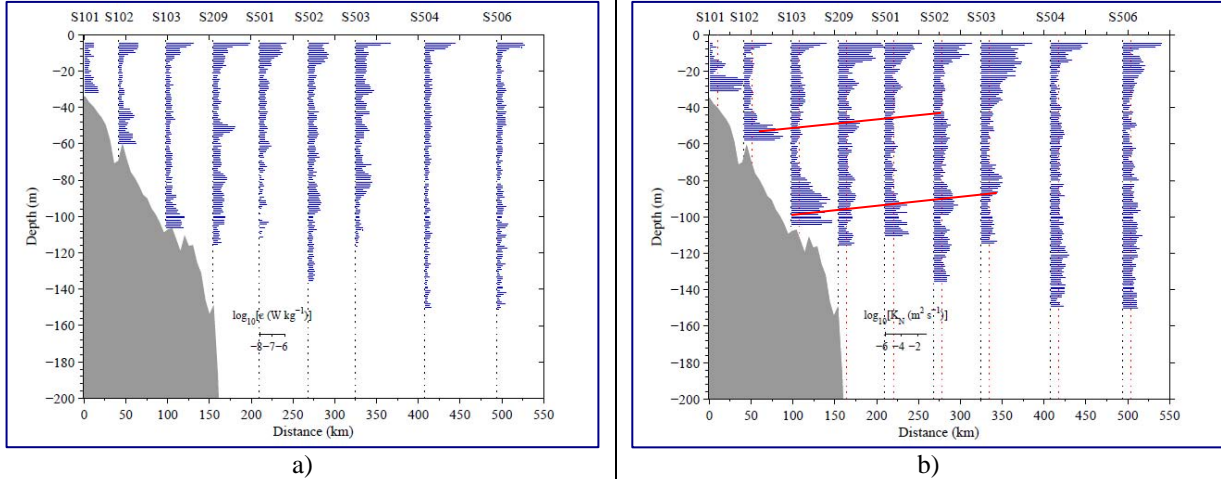 S101 S102 S103 S209 S501 S502 S503 S504 S506
0
−20
−40
−60
−80
−100
−120
−140
−160
−180
−200
Depth (m)
log10[ϵ (W kg−1)]
−8−7−6
0 50 100 150 200 250 300 350 400 450 500 550
Distance (km)
a)
S101 S102 S103 S209 S501 S502 S503 S504 S506
0
−20
−40
−60
−80
−100
−120
−140
−160
−180
−200
Depth (m)
log10[KN (m2 s−1)]
−6 −4 −2
0 50 100 150 200 250 300 350 400 450 500 550
Distance (km)
b)